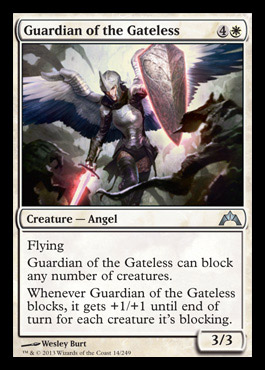 Guardian of the Gateless 4
Creature — Angel
Flying
Guardian of the Gateless can block
any number of creatures.
Whenever Guardian of the Gateless
blocks, it gets +1/+1 until end of
turn for each creature it's blocking.
3/3
Wesley Burt
™ & © 2013 Wizards of the Coast 14/249